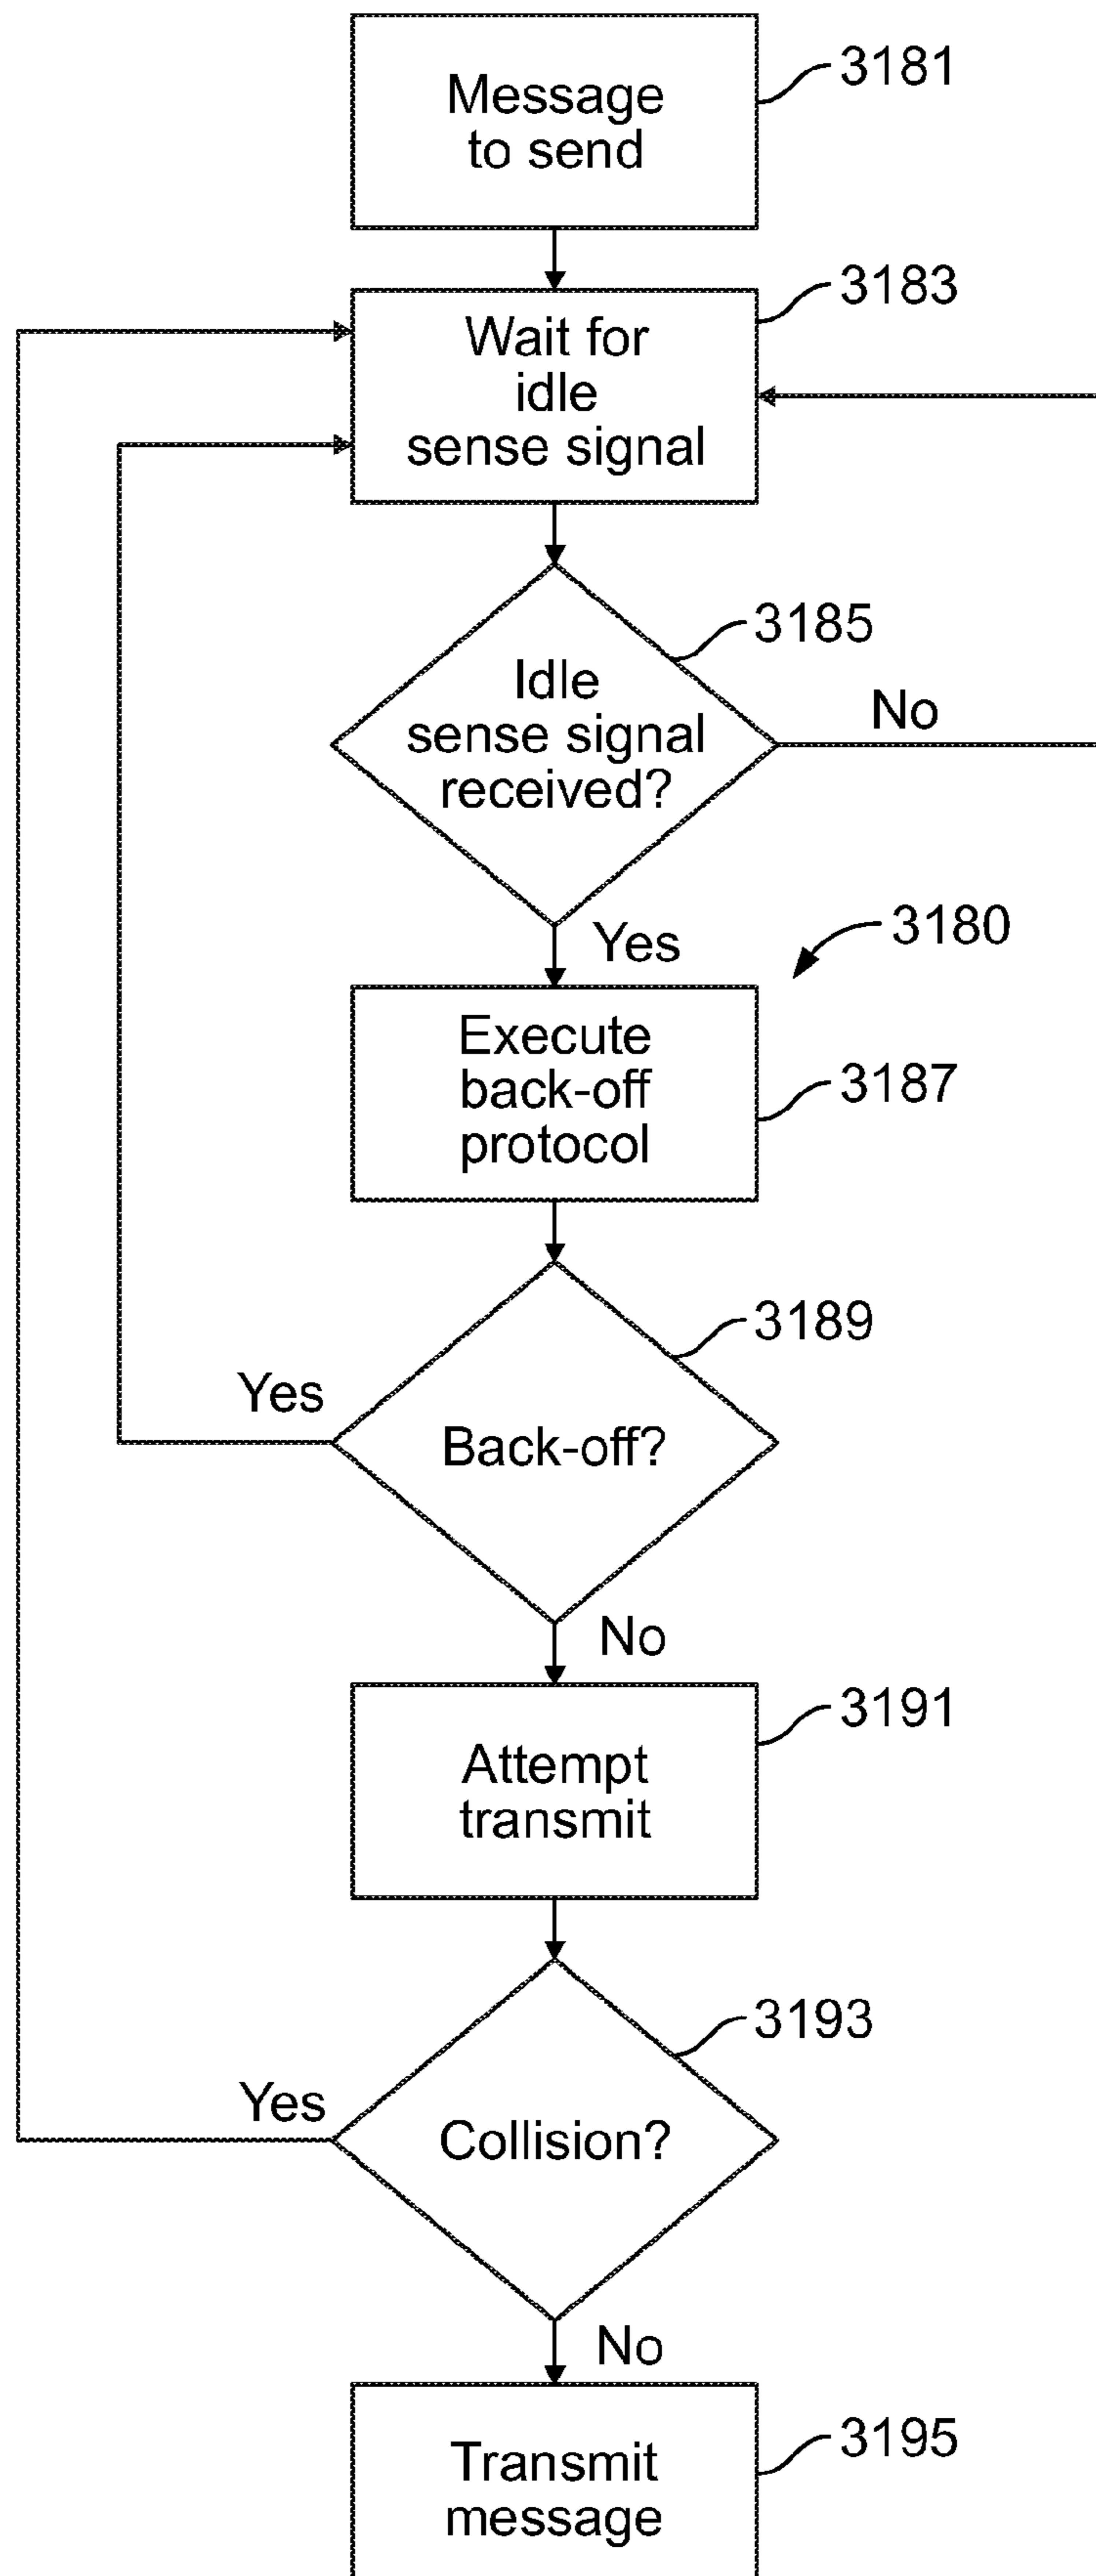 Message
to send
3181
Wait for
idle
sense signal
3183
Idle
sense signal
received?
3185
No
Yes
3180
Execute
back-off
protocol
3187
Back-off?
3189
Yes
No
Attempt
transmit
3191
Collision?
3193
Yes
No
Transmit
message
3195